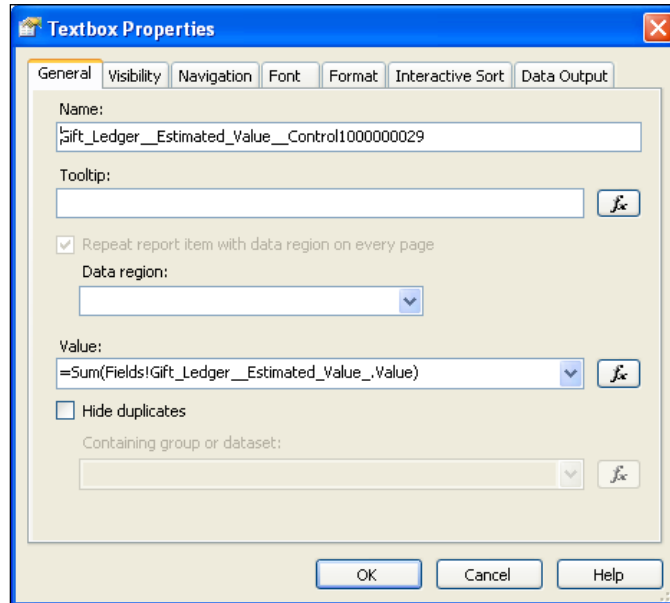 Textbox Properties
General Visibility Navigation Font Format Interactive Sort Data Output
Name:
Gift_Ledger__Estimated_Value__Control1000000029
Tooltip:
fx
Repeat report item with data region on every page
Data region:
Value:
=Sum(Fields!Gift_Ledger__Estimated_Value_.Value)
fx
Hide duplicates
Containing group or dataset:
fx
OK Cancel Help